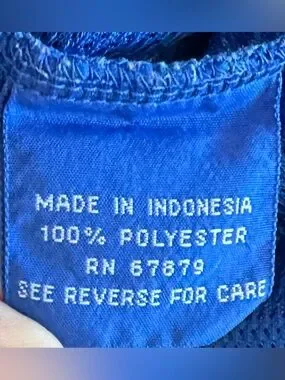 MADE IN INDONESIA
100% POLYESTER
RN 67879
SEE REVERSE FOR CARE